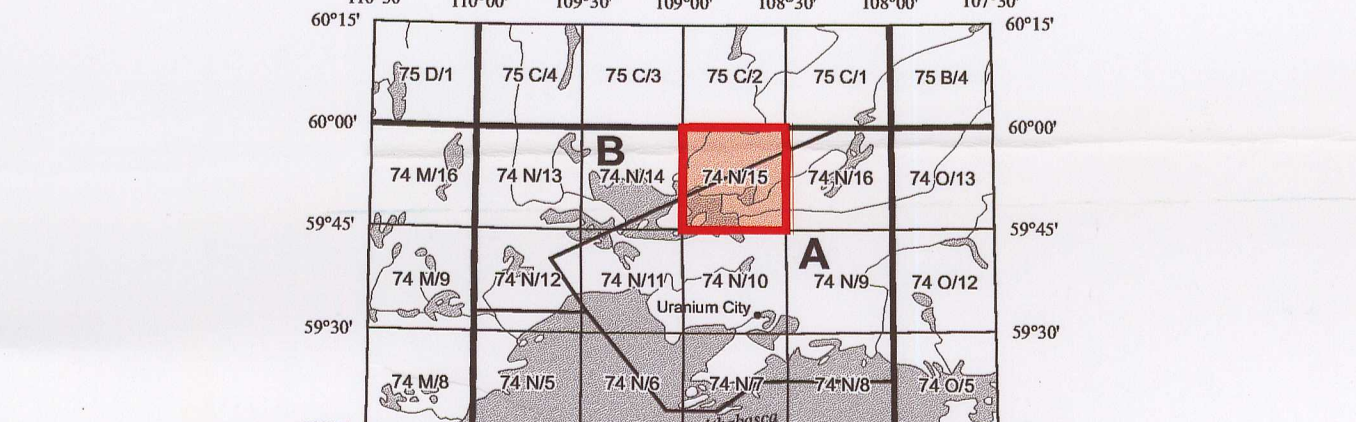 110°00' 109°30' 109°00' 108°30' 108°00' 107°30'
60°15' 60°15'
75 D/1 75 C/4 75 C/3 75 C/2 75 C/1 75 B/4
60°00' 60°00'
B
74 M/16 74 N/13 74 N/14 74 N/15 74 N/16 74 O/13
59°45' 59°45'
A
74 M/9 74 N/12 74 N/11 74 N/10 74 N/9 74 O/12
Uranium City
59°30' 59°30'
74 M/8 74 N/5 74 N/6 74 N/7 74 N/8 74 O/5